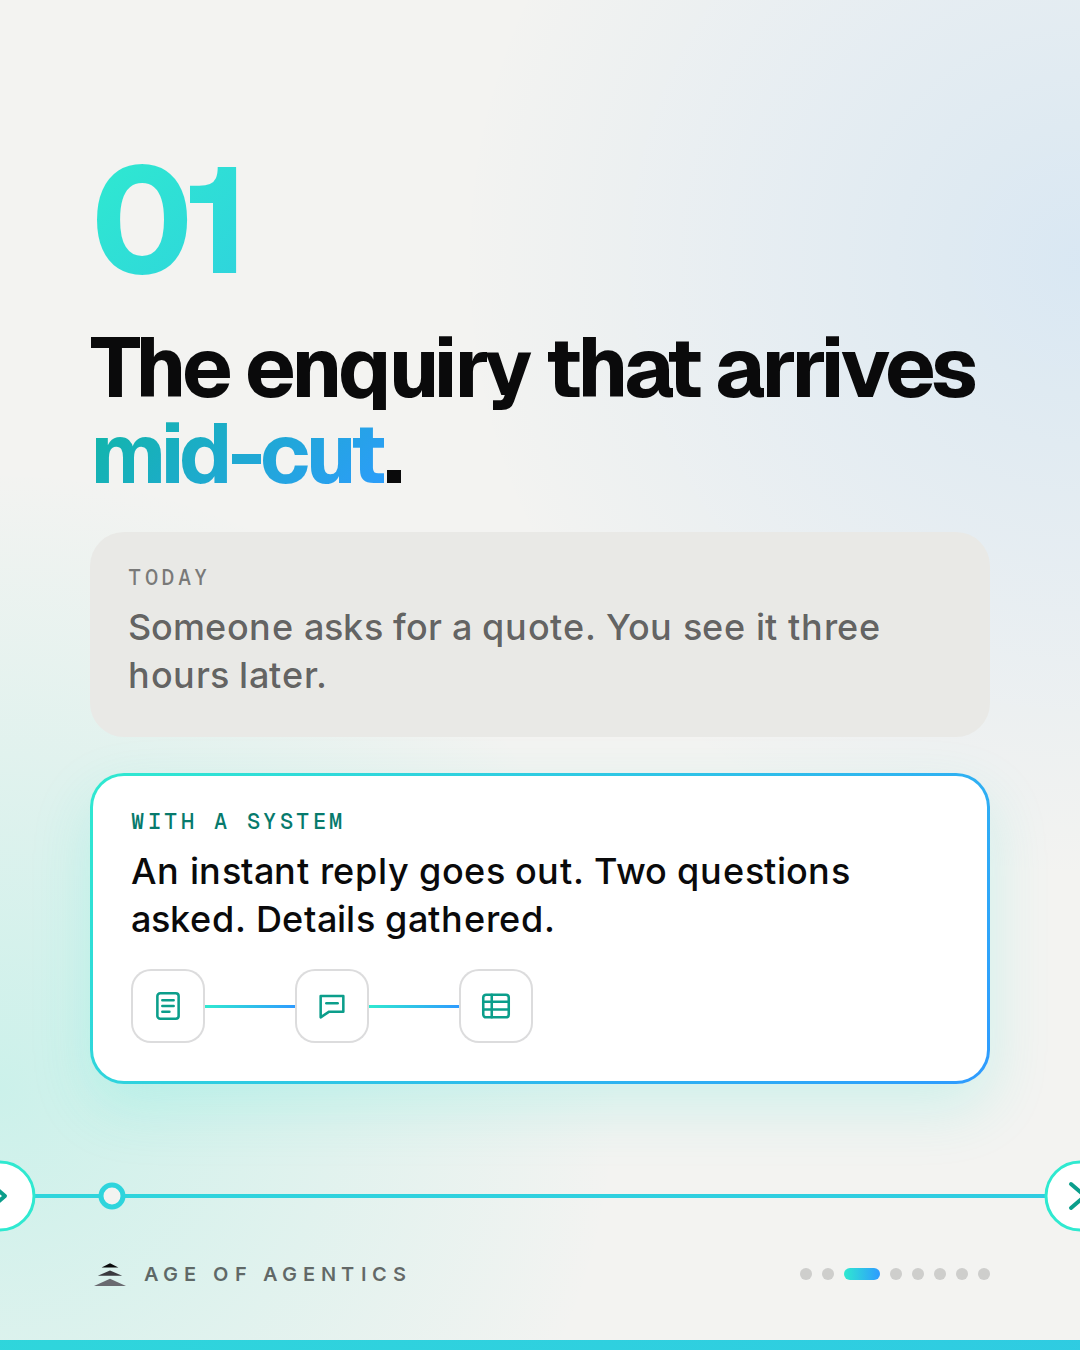 01
The enquiry that arrives
mid-cut.
TODAY
Someone asks for a quote. You see it three
hours later.
WITH A SYSTEM
An instant reply goes out. Two questions
asked. Details gathered.
AGE OF AGENTICS